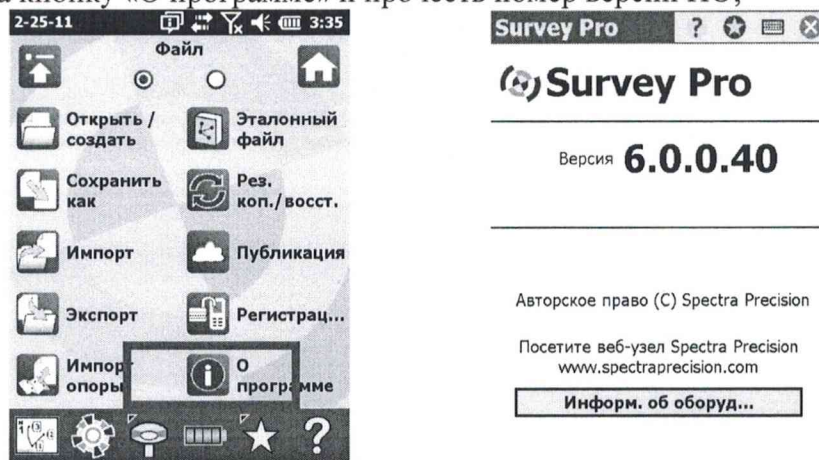 кнопку «О программе» и прочесть номер версии ПО,
2-25-11 3:35
Файл
Открыть /
создать
Эталонный
файл
Сохранить
как
Рез.
коп./восст.
Импорт
Публикация
Экспорт
Регистрац...
Импорт
опоры
О
программе
Survey Pro ?
Survey Pro
Версия 6.0.0.40
Авторское право (C) Spectra Precision
Посетите веб-узел Spectra Precision
www.spectraprecision.com
Информ. об оборуд...
?